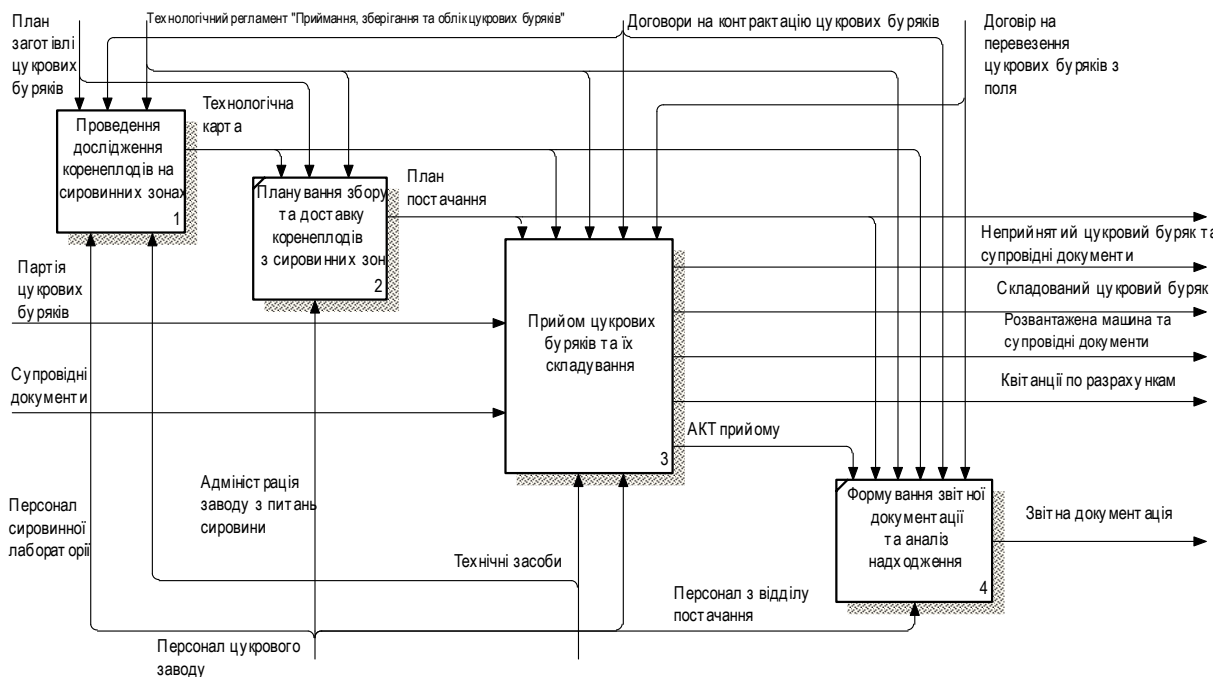 План
заготівлі
цукрових
буряків
Технологічний регламент "Приймання, зберігання та облік цукрових буряків"
Договори на контрактацію цукрових буряків
Договір на
перевезення
цукрових буряків з
поля
Технологічна
карта
Проведення
дослідження
коренеплодів на
сировинних зонах
1
Планування збору
та доставку
коренеплодів
з сировинних зон
2
План
постачання
Неприйнятий цукровий буряк та
супровідні документи
Складований цукровий буряк
Розвантажена машина та
супровідні документи
Квітанції по разрахункам
Партія
цукрових
буряків
Прийом цукрових
буряків та їх
складування
3
Супровідні
документи
АКТ прийому
Адміністрація
заводу з питань
сировини
Персонал
сировинної
лабораторії
Формування звітної
документації
та аналіз
надходження
4
Звітна документація
Технічні засоби
Персонал з відділу
постачання
Персонал цукрового
заводу